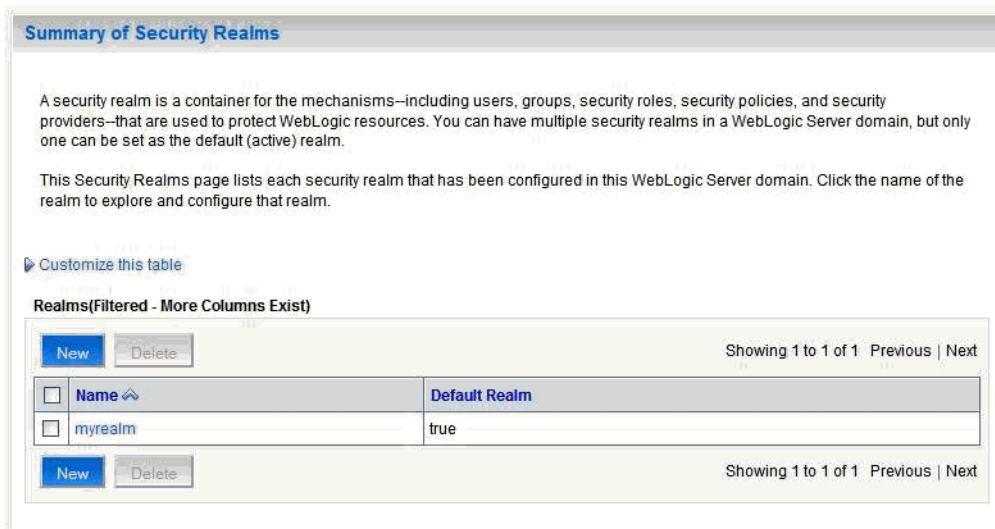 Summary of Security Realms
A security realm is a container for the mechanisms--including users, groups, security roles, security policies, and security
providers--that are used to protect WebLogic resources. You can have multiple security realms in a WebLogic Server domain, but only
one can be set as the default (active) realm.
This Security Realms page lists each security realm that has been configured in this WebLogic Server domain. Click the name of the
realm to explore and configure that realm.
Customize this table
Realms(Filtered - More Columns Exist)
New Delete Showing 1 to 1 of 1 Previous | Next
Name Default Realm
myrealm true
New Delete Showing 1 to 1 of 1 Previous | Next